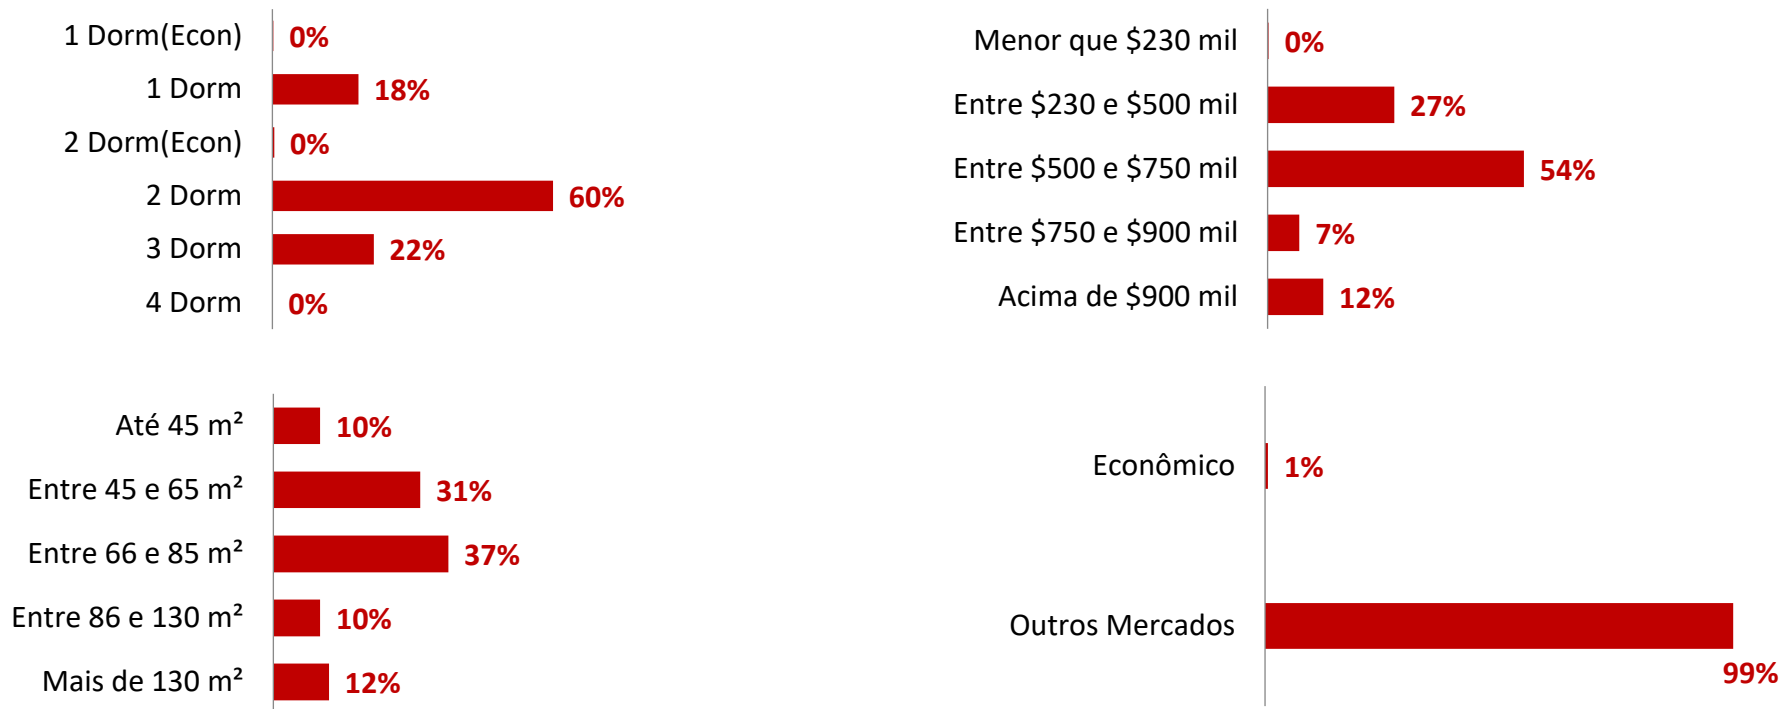 1 Dorm(Econ) 0%
1 Dorm 18%
2 Dorm(Econ) 0%
2 Dorm 60%
3 Dorm 22%
4 Dorm 0%
Menor que $230 mil 0%
Entre $230 e $500 mil 27%
Entre $500 e $750 mil 54%
Entre $750 e $900 mil 7%
Acima de $900 mil 12%
Até 45 m² 10%
Entre 45 e 65 m² 31%
Entre 66 e 85 m² 37%
Entre 86 e 130 m² 10%
Mais de 130 m² 12%
Econômico 1%
Outros Mercados
99%